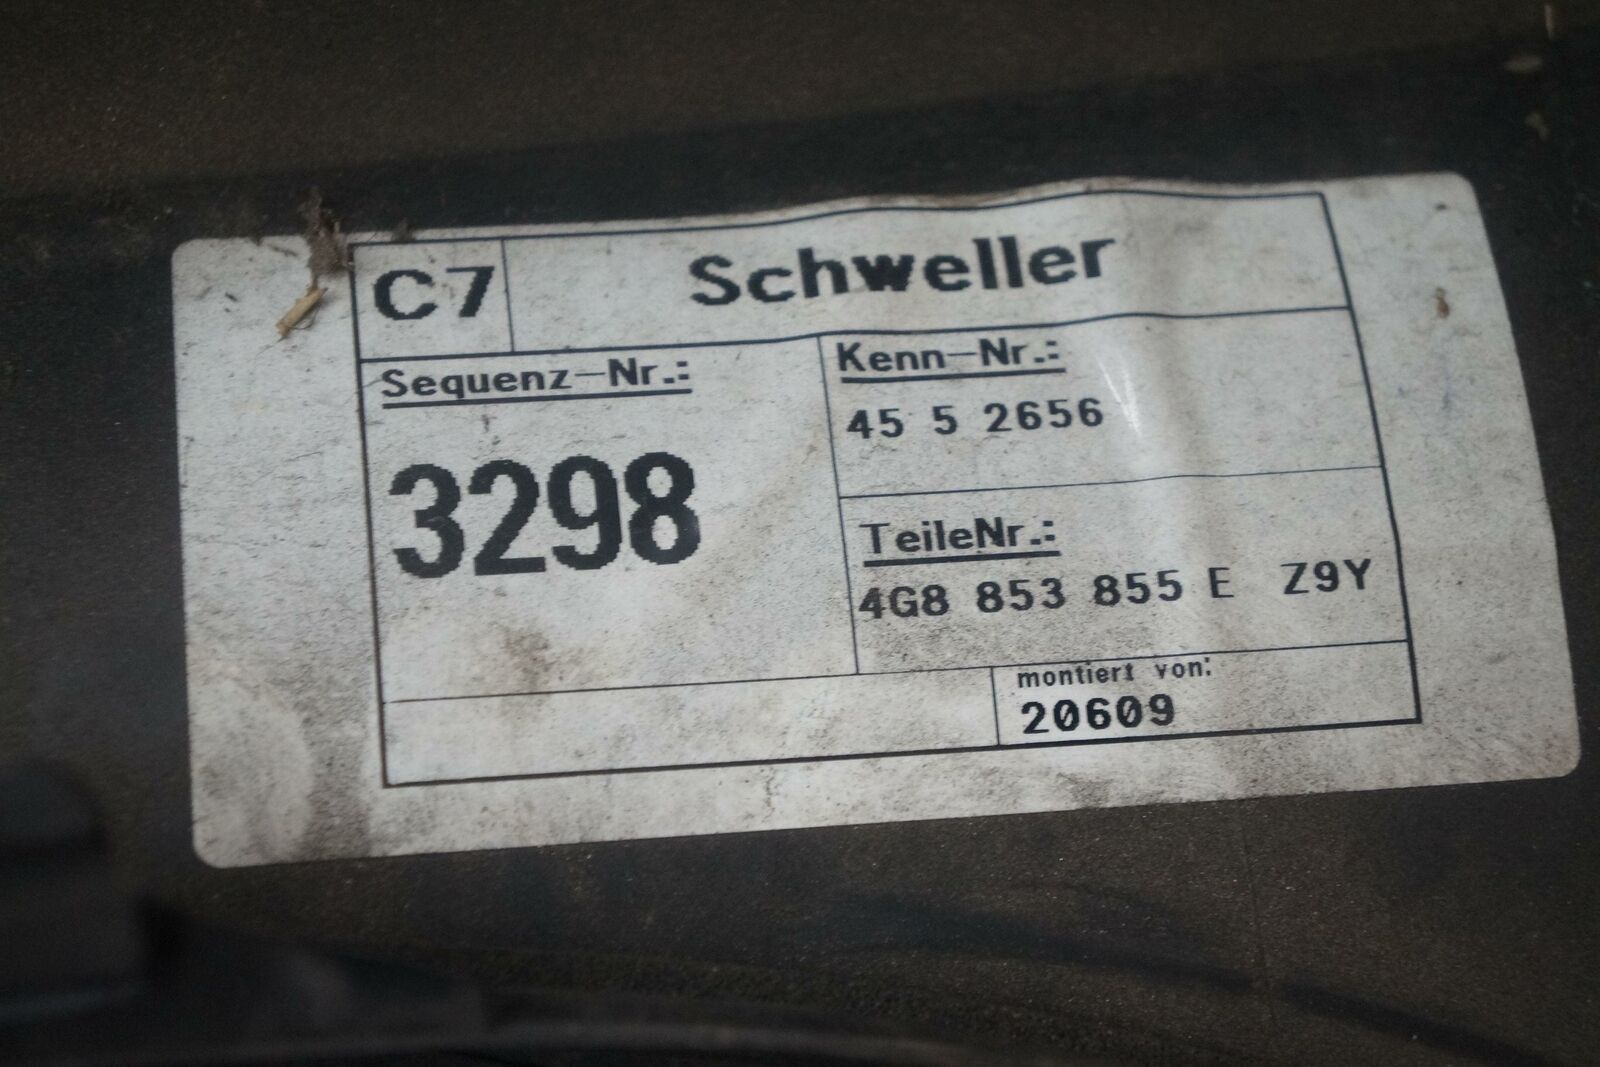 C7 Schweller
Sequenz-Nr.:
3298
Kenn-Nr.:
45 5 2656
TeileNr.:
4G8 853 855 E Z9Y
montiert von:
20609